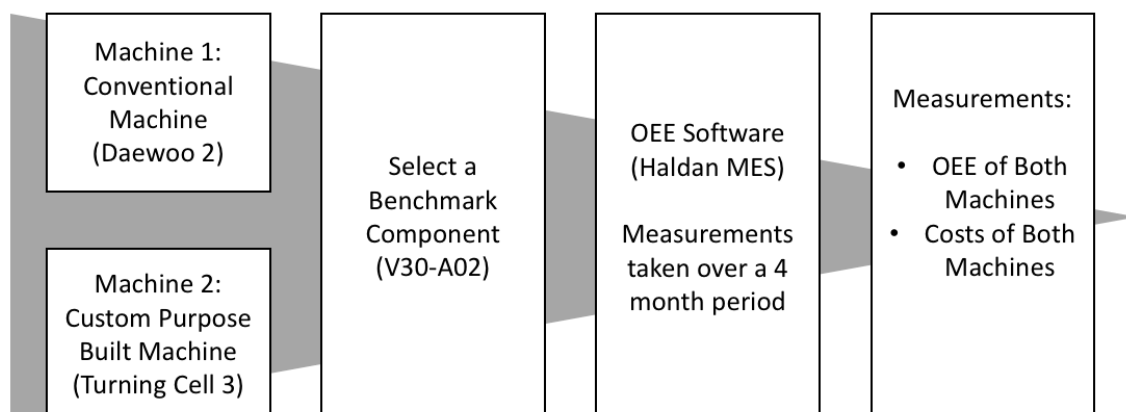 Machine 1:
Conventional
Machine
(Daewoo 2)
Machine 2:
Custom Purpose
Built Machine
(Turning Cell 3)
Select a
Benchmark
Component
(V30-A02)
OEE Software
(Haldan MES)
Measurements
taken over a 4
month period
Measurements:
• OEE of Both
Machines
• Costs of Both
Machines